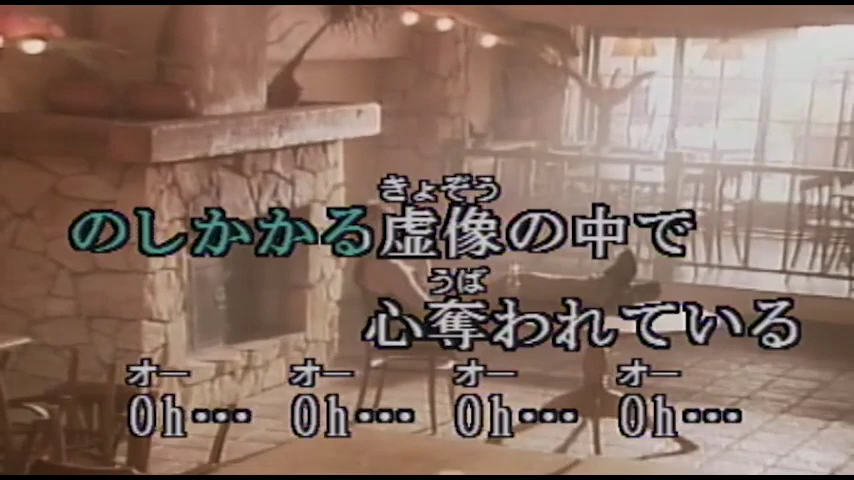 きょぞう
のしかかる虚像の中で
うば
心奪われている
オー オー オー オー
Oh… Oh… Oh… Oh…